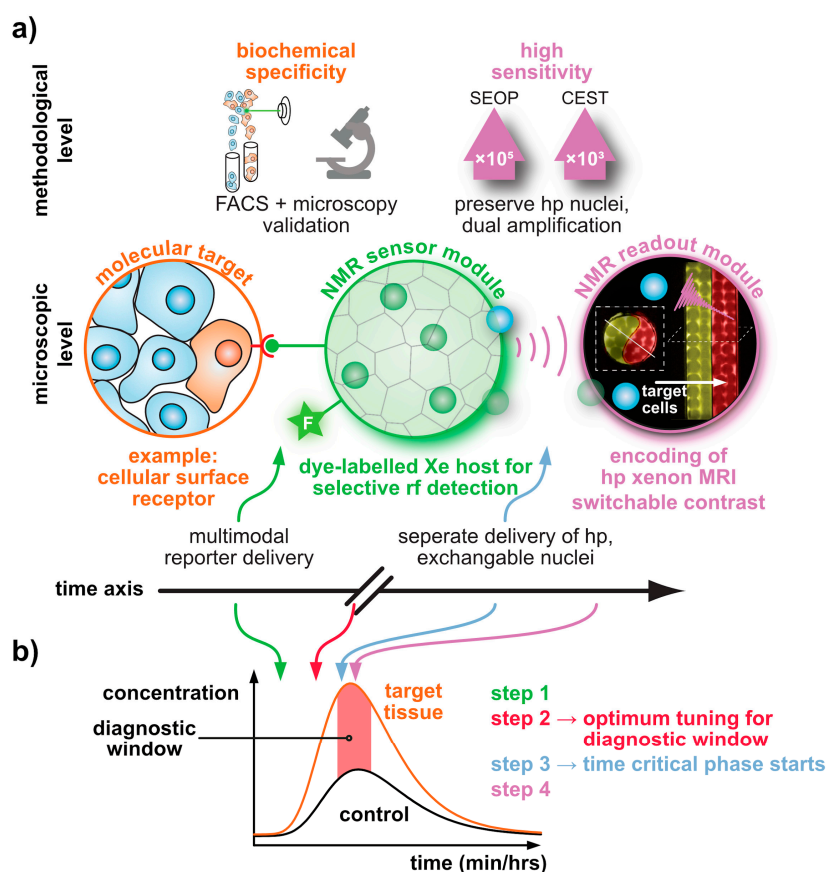 a)
methodological
level
biochemical
specificity
FACS + microscopy
validation
high
sensitivity
SEOP
CEST
×10⁵
×10³
preserve hp nuclei,
dual amplification
microscopic
level
molecular target
NMR sensor module
NMR readout module
target
cells
F
example:
cellular surface
receptor
dye-labelled Xe host for
selective rf detection
encoding of
hp xenon MRI
switchable contrast
multimodal
reporter delivery
seperate delivery of hp,
exchangable nuclei
time axis
b)
concentration
diagnostic
window
target
tissue
control
time (min/hrs)
step 1
step 2 → optimum tuning for
diagnostic window
step 3 → time critical phase starts
step 4